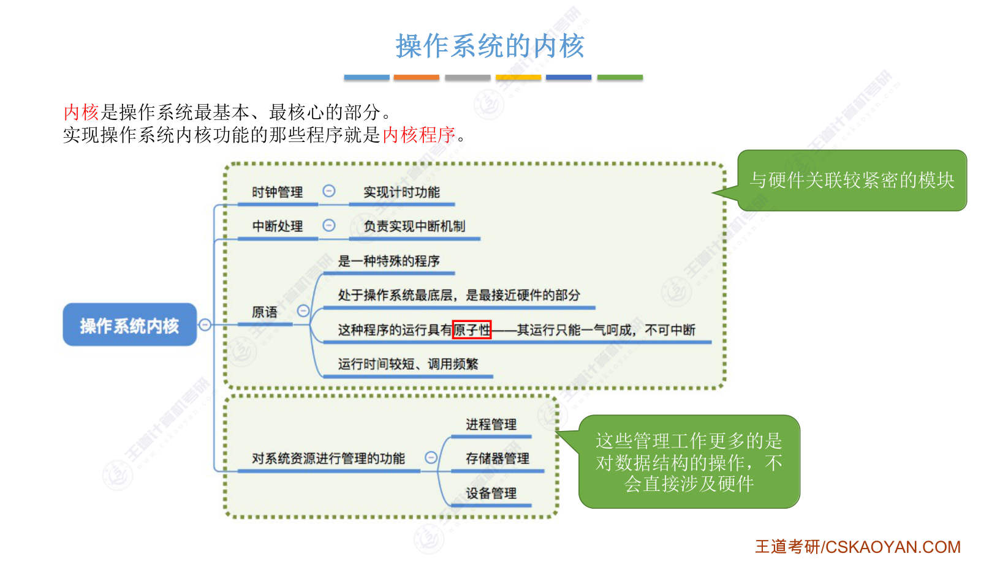 操作系统的内核
内核是操作系统最基本、最核心的部分。
实现操作系统内核功能的那些程序就是内核程序。
与硬件关联较紧密的模块
时钟管理
实现计时功能
中断处理
负责实现中断机制
是一种特殊的程序
处于操作系统最底层，是最接近硬件的部分
原语
这种程序的运行具有原子性——其运行只能一气呵成，不可中断
运行时间较短、调用频繁
操作系统内核
进程管理
对系统资源进行管理的功能
存储器管理
设备管理
这些管理工作更多的是
对数据结构的操作，不
会直接涉及硬件
王道考研/CSKAOYAN.COM
王道计算机考研